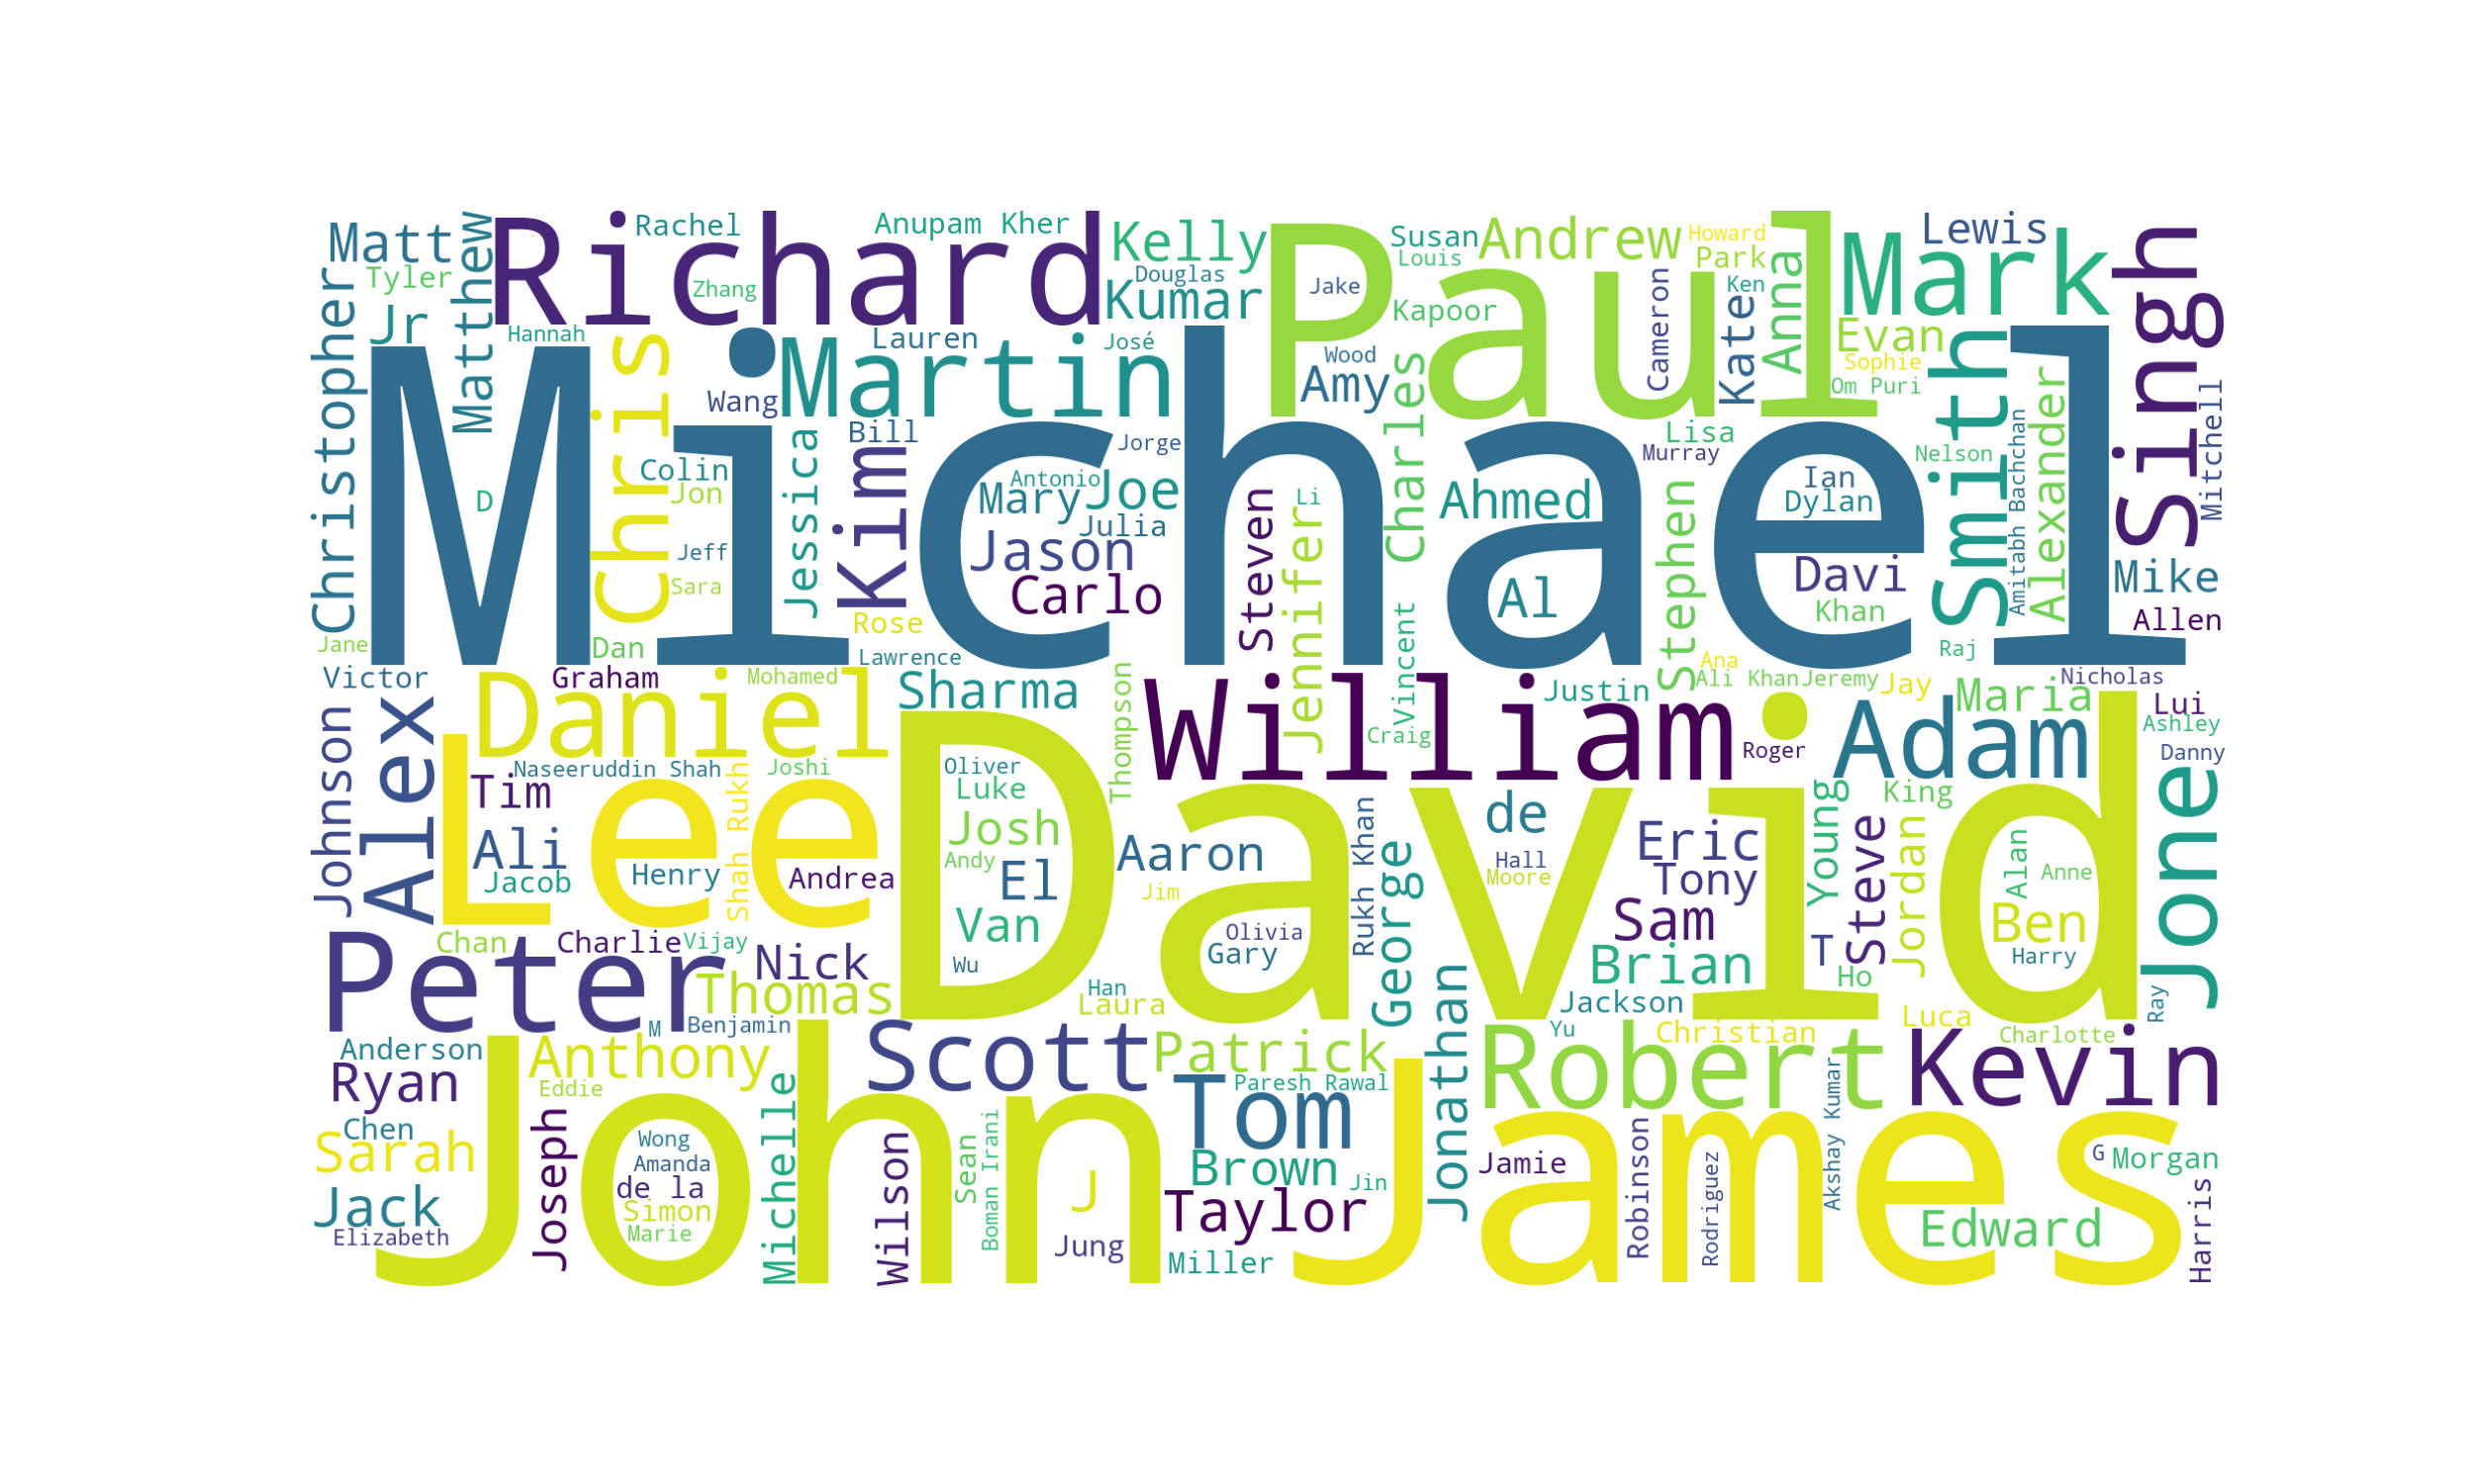 Matt
Matthew
Richard
Rachel
Anupam Kher
Kelly
Paul
Susan
Andrew
Howard
Anna
Mark
Lewis
Singh
Tyler
Zhang
Douglas
Louis
Park
Jake
Ken
Christopher
Jr
Hannah
Chris
Lauren
José
Kumar
Kapoor
Cameron
Kate
Evan
Smith
Michael
Martin
Wood
Amy
Charles
Sophie
Om Puri
Alexander
Mitchell
Wang
Jessica
Bill
Kim
Jorge
Lisa
Murray
Nelson
Amitabh Bachchan
D
Colin
Jon
Antonio
Mary
Joe
Steven
Li
Jennifer
Ahmed
Stephen
Ian
Dylan
Jeff
Julia
Jason
Sara
Carlo
Al
Davi
Khan
Mike
Allen
Jane
Dan
Rose
Lawrence
Vincent
Ana
Raj
Victor
Graham
Mohamed
Sharma
Thompson
William
Justin
Ali Khan
Jeremy
Jay
Maria
Nicholas
Lui
Johnson
Alex
Daniel
Craig
Roger
Adam
Ashley
Danny
Naseeruddin Shah
Joshi
Shah Rukh
Oliver
Tim
Lee
Luke
David
de
King
Young
Jone
Ali
Josh
Aaron
Rukh Khan
George
Eric
Steve
Jordan
Alan
Jacob
Henry
Andrea
Andy
El
Jim
Hall
Moore
Tony
Anne
Chan
Charlie
Vijay
Van
Olivia
Gary
Sam
Ben
Peter
Nick
Wu
Brian
T
Harry
Thomas
Han
Laura
Jonathan
Jackson
Ho
Ray
M
Benjamin
Scott
Patrick
Yu
Christian
Luca
Charlotte
Anderson
Anthony
Robert
Kevin
Ryan
Eddie
Michelle
Tom
Paresh Rawal
Akshay Kumar
Chen
Sarah
Joseph
John
Wong
Amanda
Wilson
Sean
Boman Irani
J
Brown
Jin
James
Jamie
Robinson
Rodriguez
G
Morgan
Jack
de la
Simon
Marie
Taylor
Edward
Harris
Elizabeth
Jung
Miller